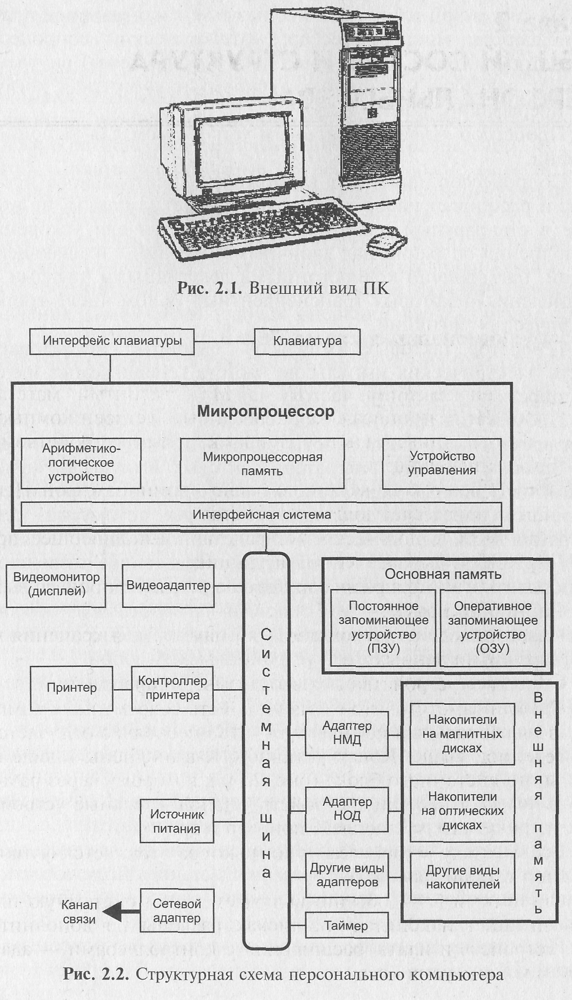 Рис. 2.1. Внешний вид ПК
Интерфейс клавиатуры
Клавиатура
Микропроцессор
Арифметико-
логическое
устройство
Микропроцессорная
память
Устройство
управления
Интерфейсная система
Видеомонитор
(дисплей)
Видеоадаптер
Системная шина
Основная память
Постоянное
запоминающее
устройство
(ПЗУ)
Оперативное
запоминающее
устройство
(ОЗУ)
Принтер
Контроллер
принтера
Адаптер
НМД
Накопители
на магнитных
дисках
Внешняя память
Источник
питания
Адаптер
НОД
Накопители
на оптических
дисках
Другие виды
адаптеров
Другие виды
накопителей
Канал
связи
Сетевой
адаптер
Таймер
Рис. 2.2. Структурная схема персонального компьютера